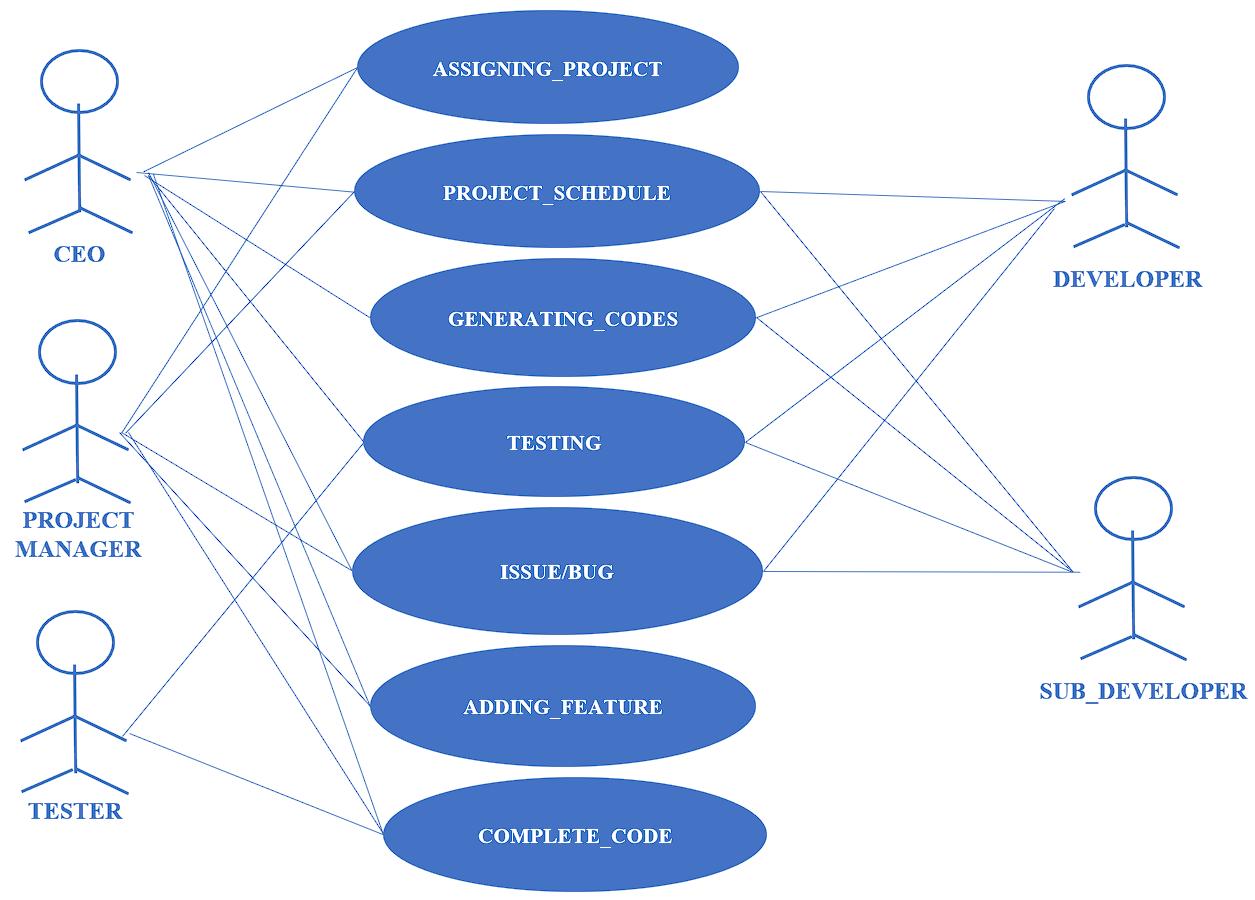 ASSIGNING_PROJECT
PROJECT_SCHEDULE
CEO
DEVELOPER
GENERATING_CODES
TESTING
PROJECT
MANAGER
ISSUE/BUG
SUB_DEVELOPER
ADDING_FEATURE
TESTER
COMPLETE_CODE